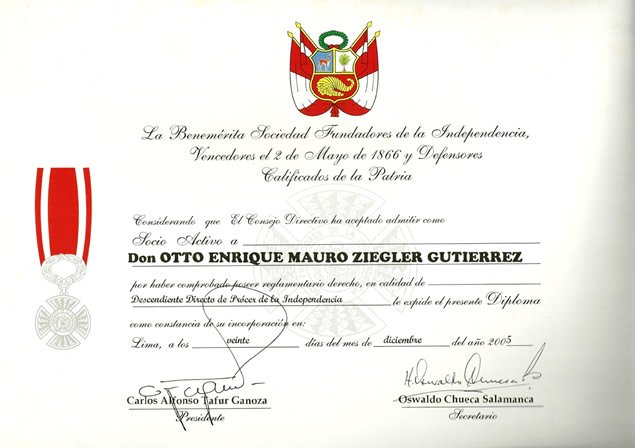 La Benemérita Sociedad Fundadores de la Independencia,
Vencedores el 2 de Mayo de 1866 y Defensores
Calificados de la Patria
Considerando que El Consejo Directivo ha aceptado admitir como
Socio Activo a
Don OTTO ENRIQUE MAURO ZIEGLER GUTIERREZ
por haber comprobado poseer reglamentario derecho, en calidad de
Descendiente Directo de Prócer de la Independencia le expide el presente Diploma
como constancia de su incorporación en:
Lima, a los veinte días del mes de diciembre del año 2005
Carlos Alfonso Tafur Ganoza
Presidente
Oswaldo Chueca Salamanca
Secretario